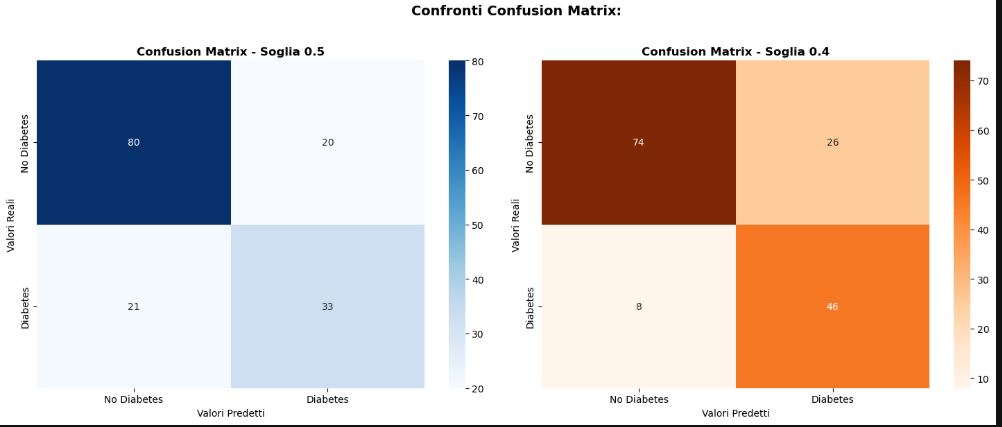 Confronti Confusion Matrix:
Confusion Matrix - Soglia 0.5
No Diabetes
Diabetes
Valori Reali
80
20
21
33
No Diabetes
Diabetes
Valori Predetti
80
70
60
50
40
30
20
Confusion Matrix - Soglia 0.4
No Diabetes
Diabetes
Valori Reali
74
26
8
46
No Diabetes
Diabetes
Valori Predetti
70
60
50
40
30
20
10